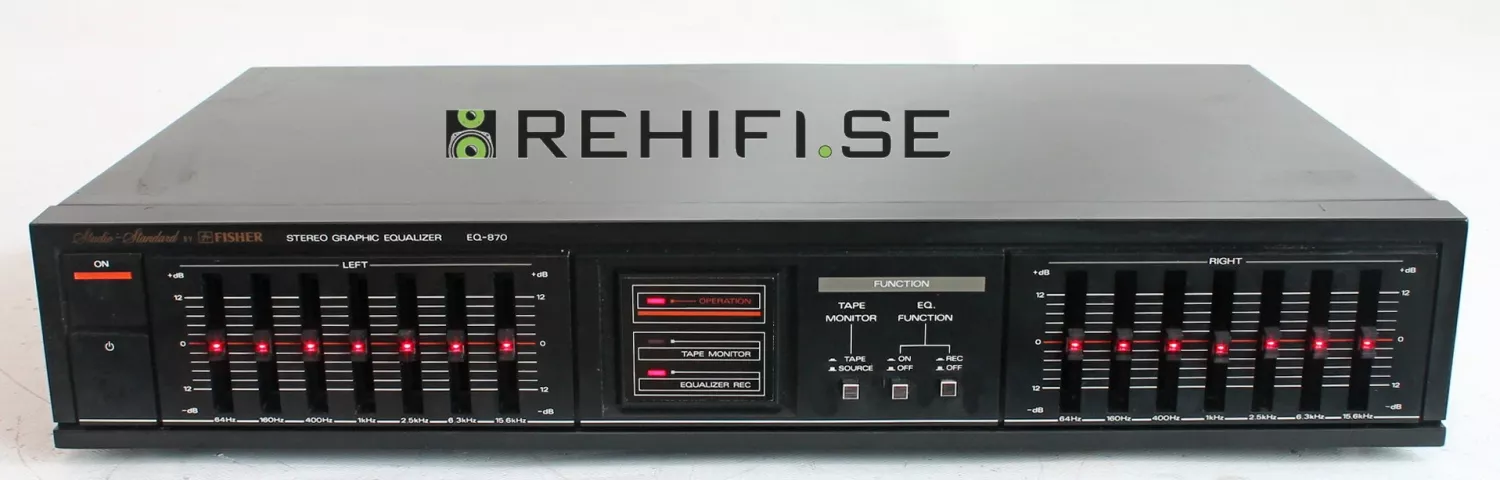 REHIFI.SE
Studio-Standard BY FISHER STEREO GRAPHIC EQUALIZER EQ-870
ON
LEFT
+dB +dB
12 12
0 0
12 12
-dB -dB
64Hz 160Hz 400Hz 1kHz 2.5kHz 6.3kHz 15.6kHz
OPERATION
TAPE MONITOR
EQUALIZER REC
FUNCTION
TAPE
MONITOR
EQ.
FUNCTION
TAPE
SOURCE
ON
OFF
REC
OFF
RIGHT
+dB +dB
12 12
0 0
12 12
-dB -dB
64Hz 160Hz 400Hz 1kHz 2.5kHz 6.3kHz 15.6kHz